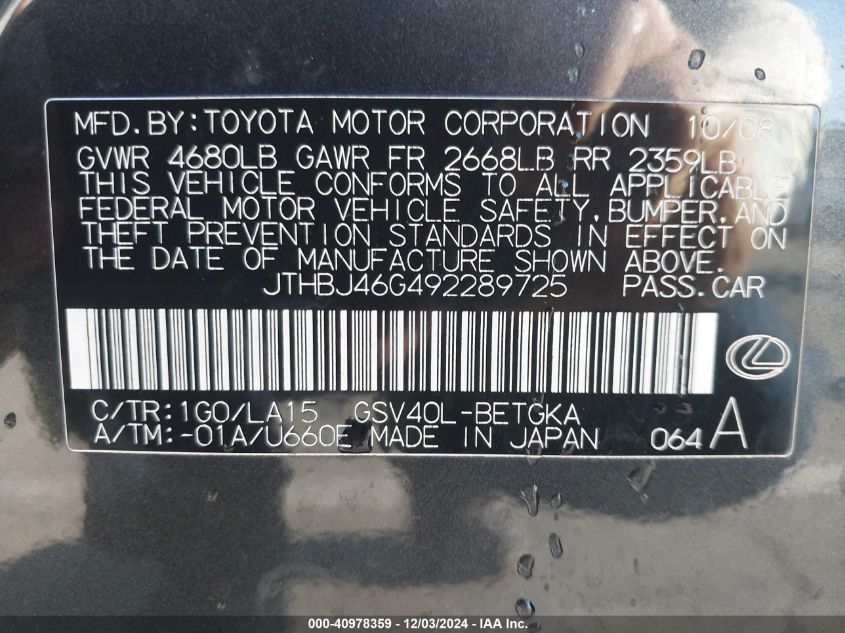 MFD.BY:TOYOTA MOTOR CORPORATION 10/08
GVWR 4680LB GAWR FR 2668LB RR 2359LB
THIS VEHICLE CONFORMS TO ALL APPLICABLE
FEDERAL MOTOR VEHICLE SAFETY,BUMPER,AND
THEFT PREVENTION STANDARDS IN EFFECT ON
THE DATE OF MANUFACTURE SHOWN ABOVE.
JTHBJ46G492289725 PASS.CAR
C/TR:1G0/LA15 GSV40L-BETGKA
A/TM:-01A/U660E MADE IN JAPAN 064 A
000-40978359 - 12/03/2024 - IAA Inc.